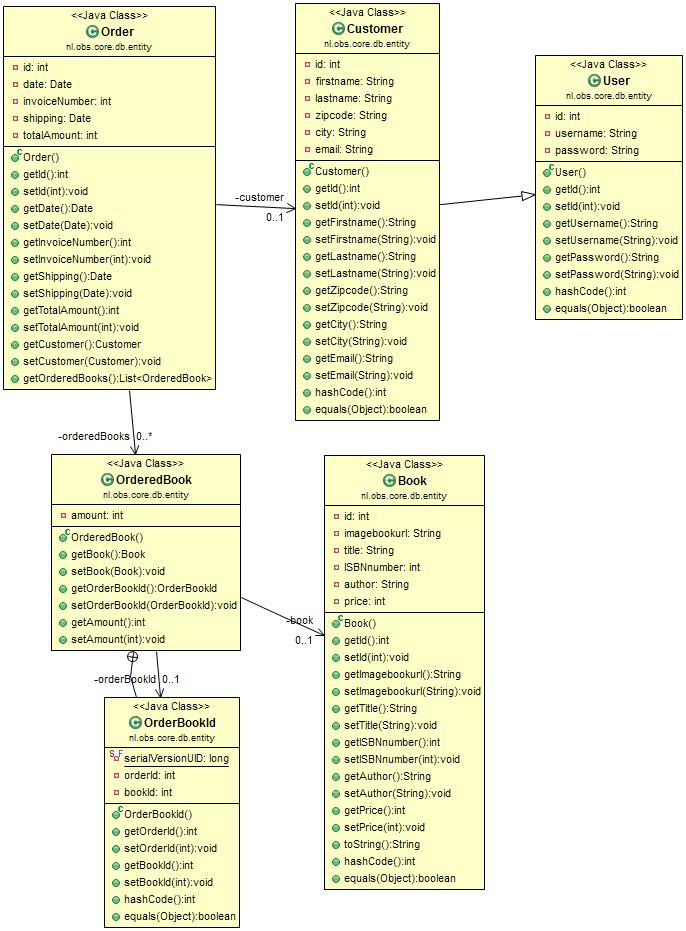 <<Java Class>>
Order
nl.obs.core.db.entity
id: int
date: Date
invoiceNumber: int
shipping: Date
totalAmount: int
Order()
getId():int
setId(int):void
getDate():Date
setDate(Date):void
getInvoiceNumber():int
setInvoiceNumber(int):void
getShipping():Date
setShipping(Date):void
getTotalAmount():int
setTotalAmount(int):void
getCustomer():Customer
setCustomer(Customer):void
getOrderedBooks():List<OrderedBook>
-customer
0..1
<<Java Class>>
Customer
nl.obs.core.db.entity
id: int
firstname: String
lastname: String
zipcode: String
city: String
email: String
Customer()
getId():int
setId(int):void
getFirstname():String
setFirstname(String):void
getLastname():String
setLastname(String):void
getZipcode():String
setZipcode(String):void
getCity():String
setCity(String):void
getEmail():String
setEmail(String):void
hashCode():int
equals(Object):boolean
<<Java Class>>
User
nl.obs.core.db.entity
id: int
username: String
password: String
User()
getId():int
setId(int):void
getUsername():String
setUsername(String):void
getPassword():String
setPassword(String):void
hashCode():int
equals(Object):boolean
-orderedBooks 0..*
<<Java Class>>
OrderedBook
nl.obs.core.db.entity
amount: int
OrderedBook()
getBook():Book
setBook(Book):void
getOrderBookId():OrderBookId
setOrderBookId(OrderBookId):void
getAmount():int
setAmount(int):void
-book
0..1
<<Java Class>>
Book
nl.obs.core.db.entity
id: int
imagebookurl: String
title: String
ISBNnumber: int
author: String
price: int
Book()
getId():int
setId(int):void
getImagebookurl():String
setImagebookurl(String):void
getTitle():String
setTitle(String):void
getISBNnumber():int
setISBNnumber(int):void
getAuthor():String
setAuthor(String):void
getPrice():int
setPrice(int):void
toString():String
hashCode():int
equals(Object):boolean
-orderBookId 0..1
<<Java Class>>
OrderBookId
nl.obs.core.db.entity
serialVersionUID: long
orderId: int
bookId: int
OrderBookId()
getOrderId():int
setOrderId(int):void
getBookId():int
setBookId(int):void
hashCode():int
equals(Object):boolean